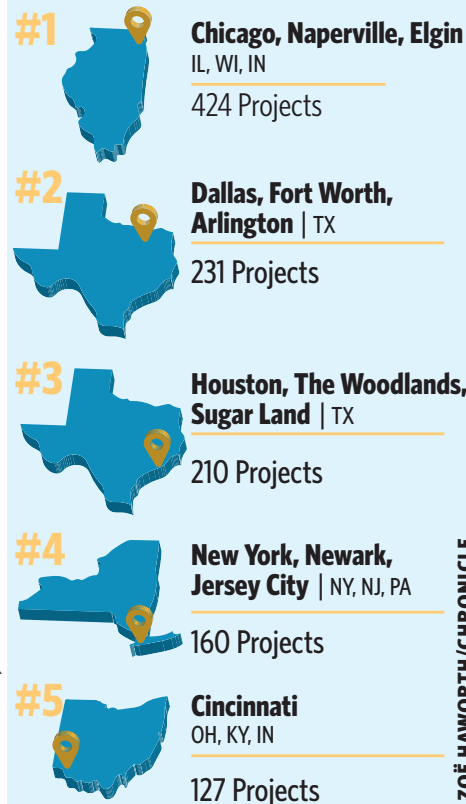 #1
Chicago, Naperville, Elgin
IL, WI, IN
424 Projects
#2
Dallas, Fort Worth,
Arlington | TX
231 Projects
#3
Houston, The Woodlands,
Sugar Land | TX
210 Projects
#4
New York, Newark,
Jersey City | NY, NJ, PA
160 Projects
#5
Cincinnati
OH, KY, IN
127 Projects
ZOË HAWORTH/CHRONICLE